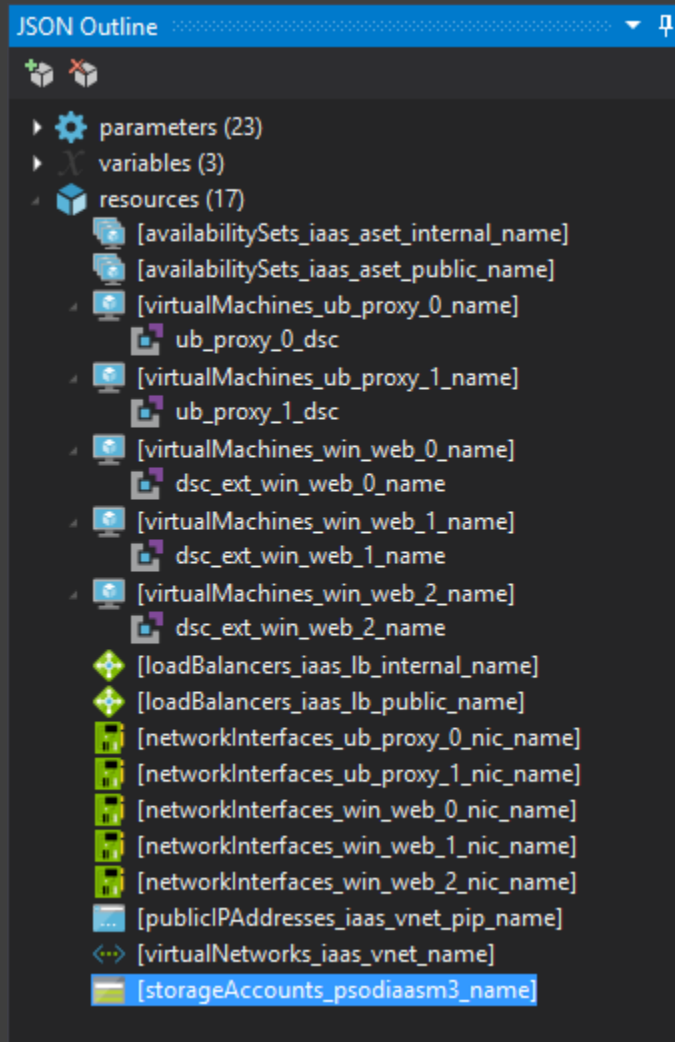 JSON Outline
parameters (23)
variables (3)
resources (17)
[availabilitySets_iaas_aset_internal_name]
[availabilitySets_iaas_aset_public_name]
[virtualMachines_ub_proxy_0_name]
ub_proxy_0_dsc
[virtualMachines_ub_proxy_1_name]
ub_proxy_1_dsc
[virtualMachines_win_web_0_name]
dsc_ext_win_web_0_name
[virtualMachines_win_web_1_name]
dsc_ext_win_web_1_name
[virtualMachines_win_web_2_name]
dsc_ext_win_web_2_name
[loadBalancers_iaas_lb_internal_name]
[loadBalancers_iaas_lb_public_name]
[networkInterfaces_ub_proxy_0_nic_name]
[networkInterfaces_ub_proxy_1_nic_name]
[networkInterfaces_win_web_0_nic_name]
[networkInterfaces_win_web_1_nic_name]
[networkInterfaces_win_web_2_nic_name]
[publicIPAddresses_iaas_vnet_pip_name]
[virtualNetworks_iaas_vnet_name]
[storageAccounts_psodiaasm3_name]